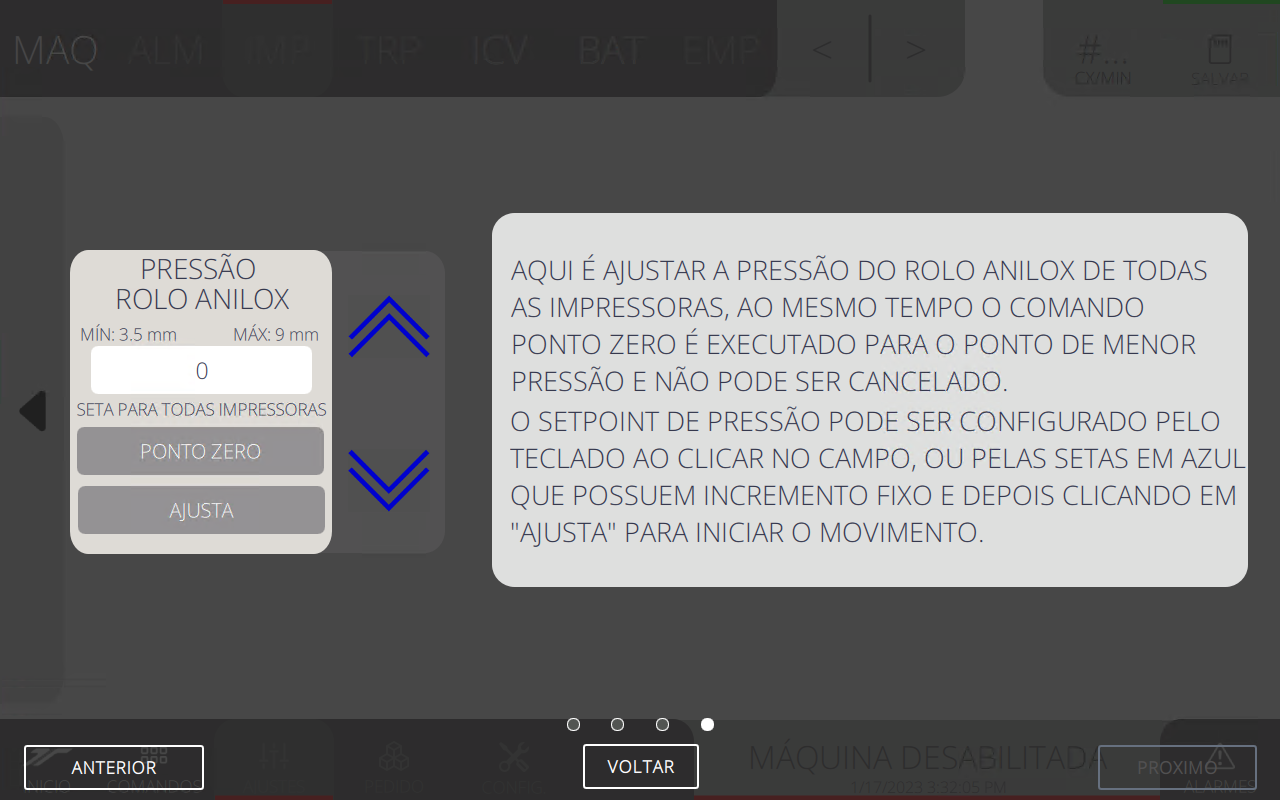 MAQ ALM IMP TRP ICV BAT EMP < > #...
CX/MIN SALVAR
PRESSÃO
ROLO ANILOX
MÍN: 3.5 mm MÁX: 9 mm
0
SETA PARA TODAS IMPRESSORAS
PONTO ZERO
AJUSTA
AQUI É AJUSTAR A PRESSÃO DO ROLO ANILOX DE TODAS
AS IMPRESSORAS, AO MESMO TEMPO O COMANDO
PONTO ZERO É EXECUTADO PARA O PONTO DE MENOR
PRESSÃO E NÃO PODE SER CANCELADO.
O SETPOINT DE PRESSÃO PODE SER CONFIGURADO PELO
TECLADO AO CLICAR NO CAMPO, OU PELAS SETAS EM AZUL
QUE POSSUEM INCREMENTO FIXO E DEPOIS CLICANDO EM
"AJUSTA" PARA INICIAR O MOVIMENTO.
ANTERIOR
VOLTAR
MÁQUINA DESABILITADA
PROXIMO
INICIO COMANDOS PEDIDO CONFIG 1/17/2023 3:32:05 PM ALARMES